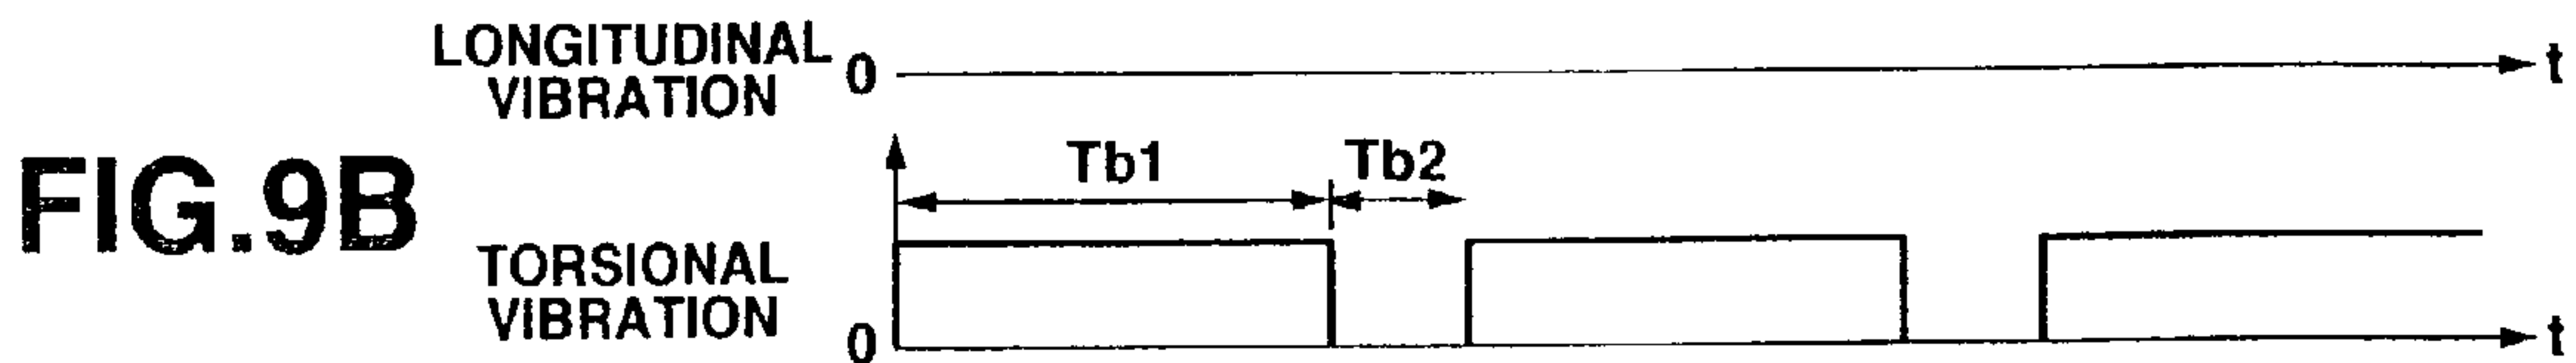 LONGITUDINAL
VIBRATION
0
t
FIG.9B
Tb1
Tb2
TORSIONAL
VIBRATION
0
t